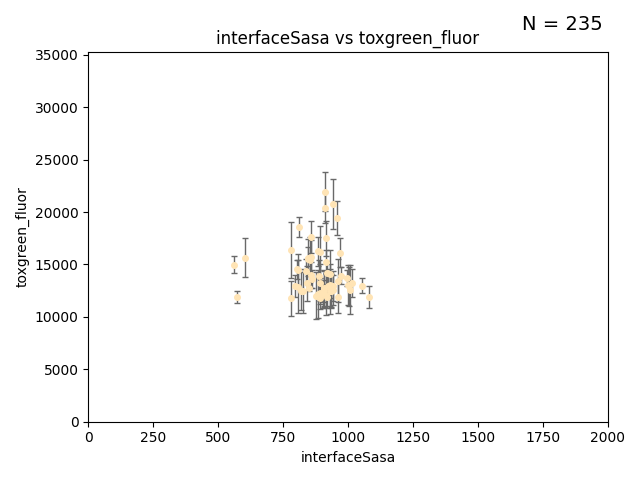 N = 235
interfaceSasa vs toxgreen_fluor
35000
30000
25000
20000
15000
10000
5000
0
toxgreen_fluor
0 250 500 750 1000 1250 1500 1750 2000
interfaceSasa